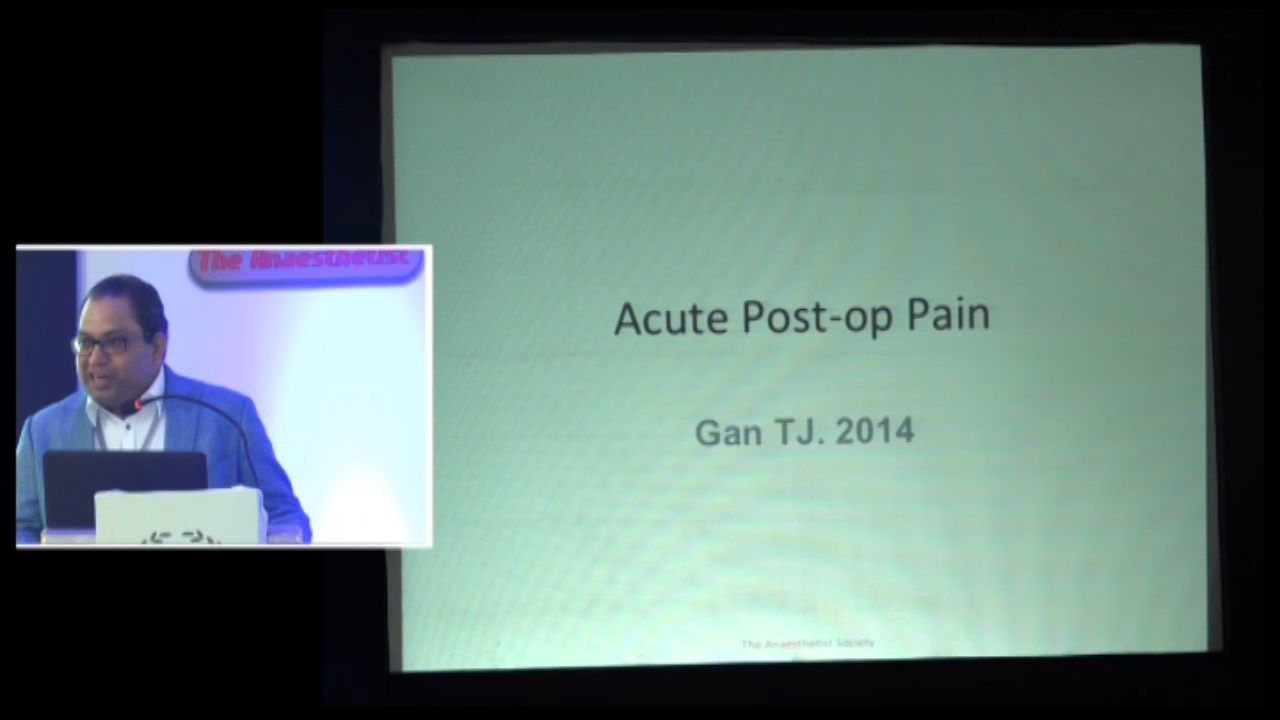 The Anaesthetist
Acute Post-op Pain
Gan TJ. 2014
The Anaesthetist Society